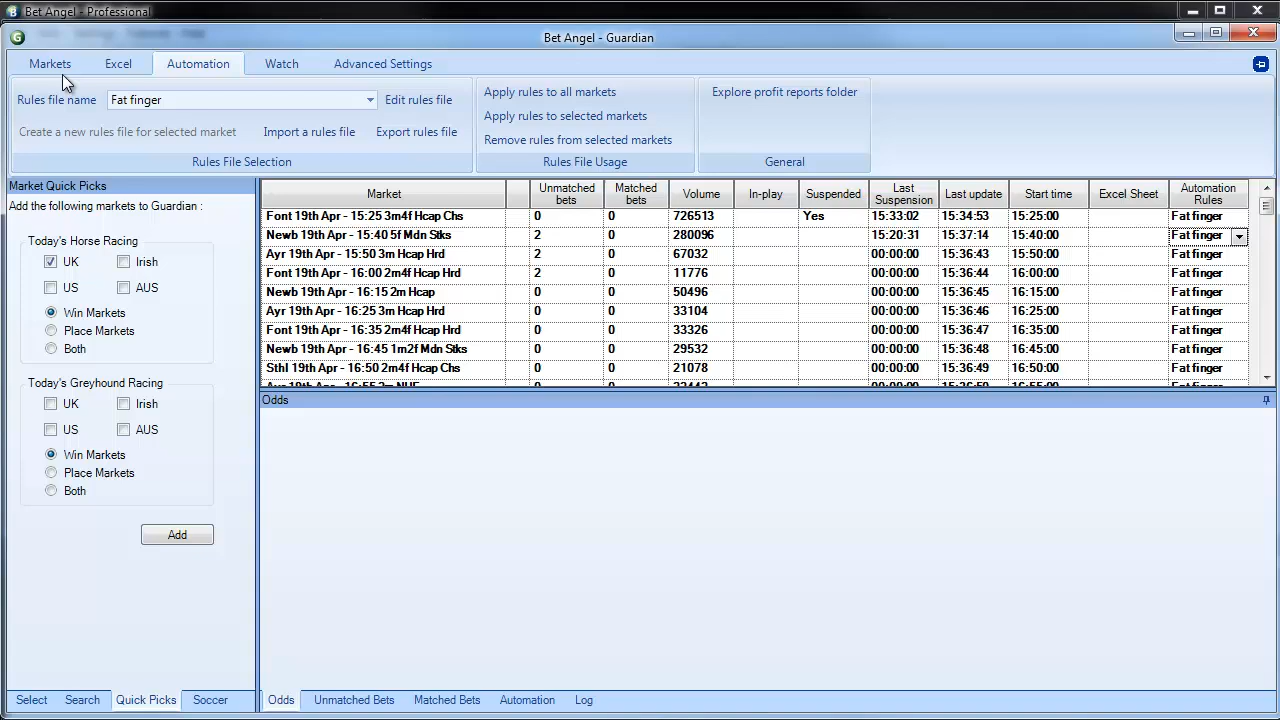 Bet Angel - Professional
Bet Angel - Guardian
Markets Excel Automation Watch Advanced Settings
Rules file name Fat finger Edit rules file
Create a new rules file for selected market Import a rules file Export rules file
Rules File Selection
Apply rules to all markets
Apply rules to selected markets
Remove rules from selected markets
Rules File Usage
Explore profit reports folder
General
Market Quick Picks
Add the following markets to Guardian :
Today's Horse Racing
UK Irish
US AUS
Win Markets
Place Markets
Both
Today's Greyhound Racing
UK Irish
US AUS
Win Markets
Place Markets
Both
Add
Select Search Quick Picks Soccer
Market Unmatched bets Matched bets Volume In-play Suspended Last Suspension Last update Start time Excel Sheet Automation Rules
Font 19th Apr - 15:25 3m4f Hcap Chs 0 0 726513 Yes 15:33:02 15:34:53 15:25:00 Fat finger
Newb 19th Apr - 15:40 5f Mdn Stks 2 0 280096 15:20:31 15:37:14 15:40:00 Fat finger
Ayr 19th Apr - 15:50 3m Hcap Hrd 2 0 67032 00:00:00 15:36:43 15:50:00 Fat finger
Font 19th Apr - 16:00 2m4f Hcap Hrd 2 0 11776 00:00:00 15:36:44 16:00:00 Fat finger
Newb 19th Apr - 16:15 2m Hcap 0 0 50496 00:00:00 15:36:45 16:15:00 Fat finger
Ayr 19th Apr - 16:25 3m Hcap Hrd 0 0 33104 00:00:00 15:36:46 16:25:00 Fat finger
Font 19th Apr - 16:35 2m4f Hcap Hrd 0 0 33326 00:00:00 15:36:47 16:35:00 Fat finger
Newb 19th Apr - 16:45 1m2f Mdn Stks 0 0 29532 00:00:00 15:36:48 16:45:00 Fat finger
Sthl 19th Apr - 16:50 2m4f Hcap Chs 0 0 21078 00:00:00 15:36:49 16:50:00 Fat finger
Odds
Odds Unmatched Bets Matched Bets Automation Log